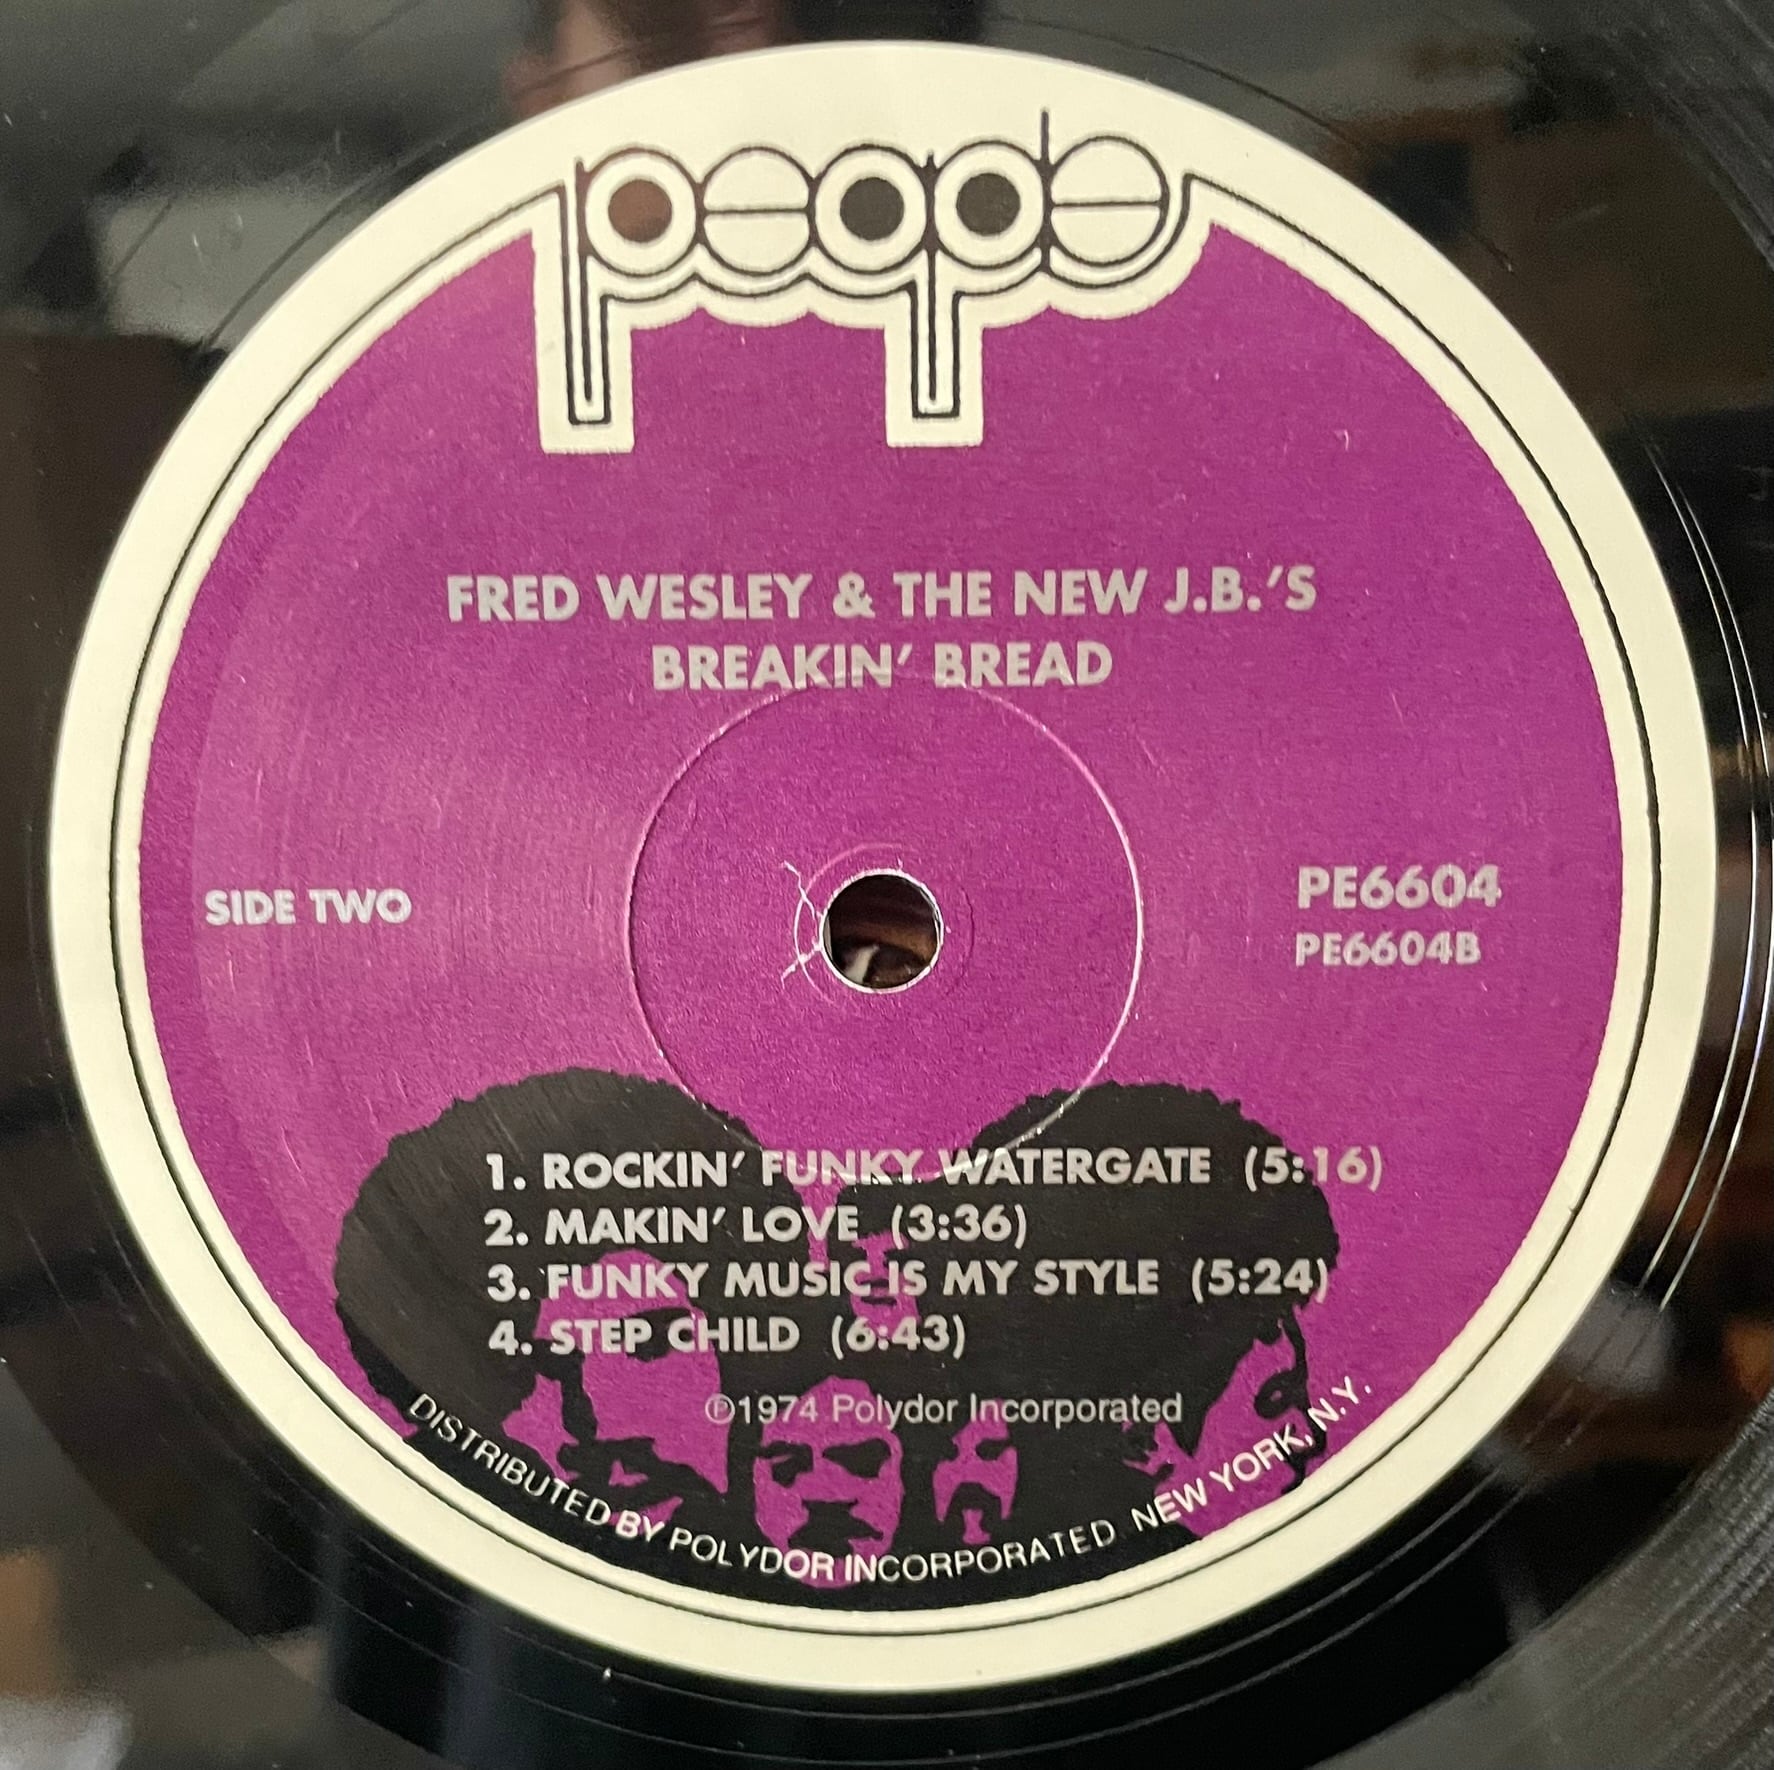 people
FRED WESLEY & THE NEW J.B.'S
BREAKIN' BREAD
SIDE TWO
PE6604
PE6604B
1. ROCKIN' FUNKY WATERGATE (5:16)
2. MAKIN' LOVE (3:36)
3. FUNKY MUSIC IS MY STYLE (5:24)
4. STEP CHILD (6:43)
℗1974 Polydor Incorporated
DISTRIBUTED BY POLYDOR INCORPORATED NEW YORK, N.Y.